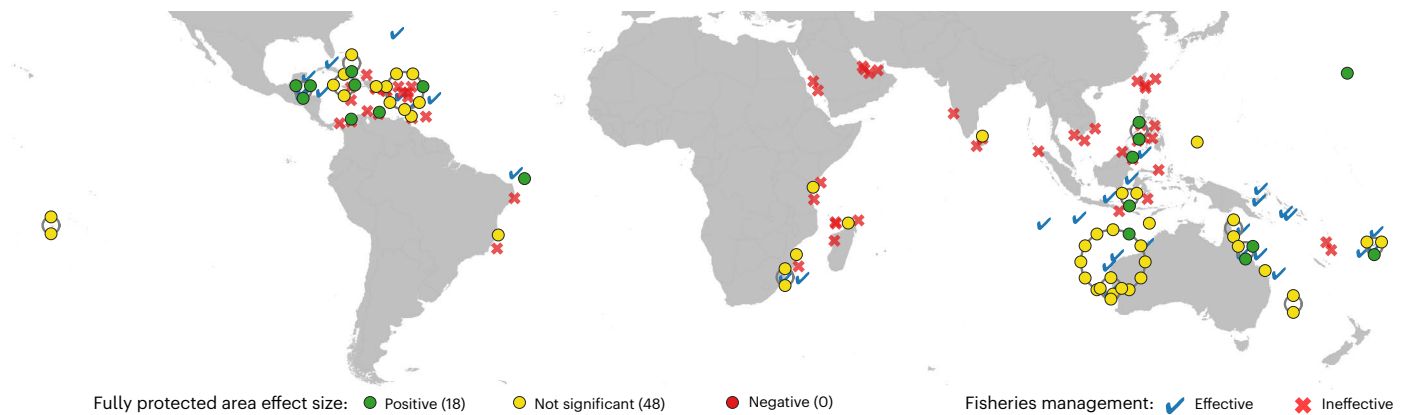 Fully protected area effect size: Positive (18) Not significant (48) Negative (0) Fisheries management: Effective Ineffective